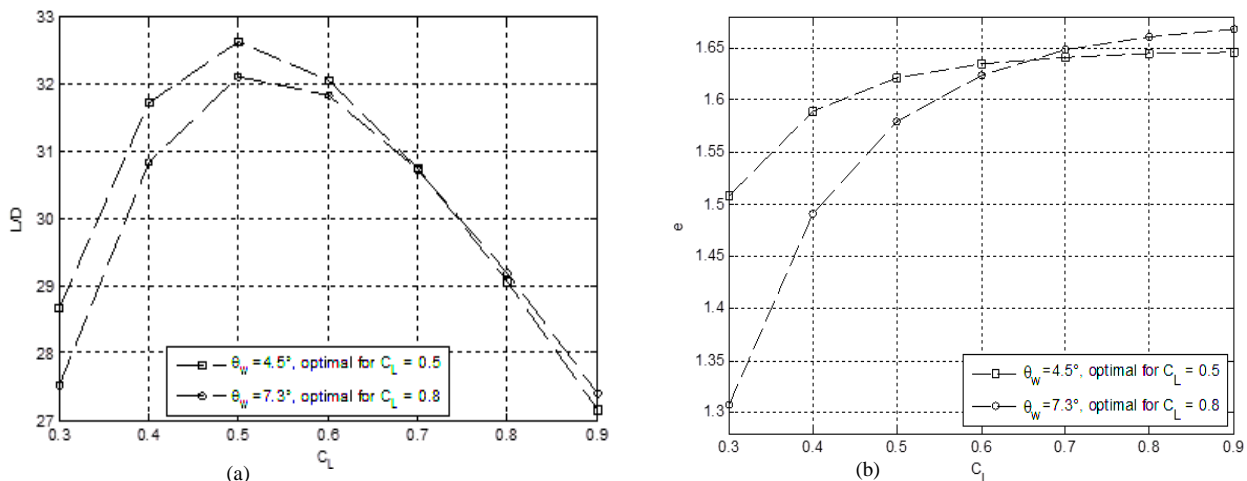 33
32
31
30
29
28
27
L/D
0.3 0.4 0.5 0.6 0.7 0.8 0.9
C_L
θ_w =4.5°, optimal for C_L = 0.5
θ_w =7.3°, optimal for C_L = 0.8
(a)
1.65
1.6
1.55
1.5
1.45
1.4
1.35
1.3
e
0.3 0.4 0.5 0.6 0.7 0.8 0.9
C_L
θ_w =4.5°, optimal for C_L = 0.5
θ_w =7.3°, optimal for C_L = 0.8
(b)